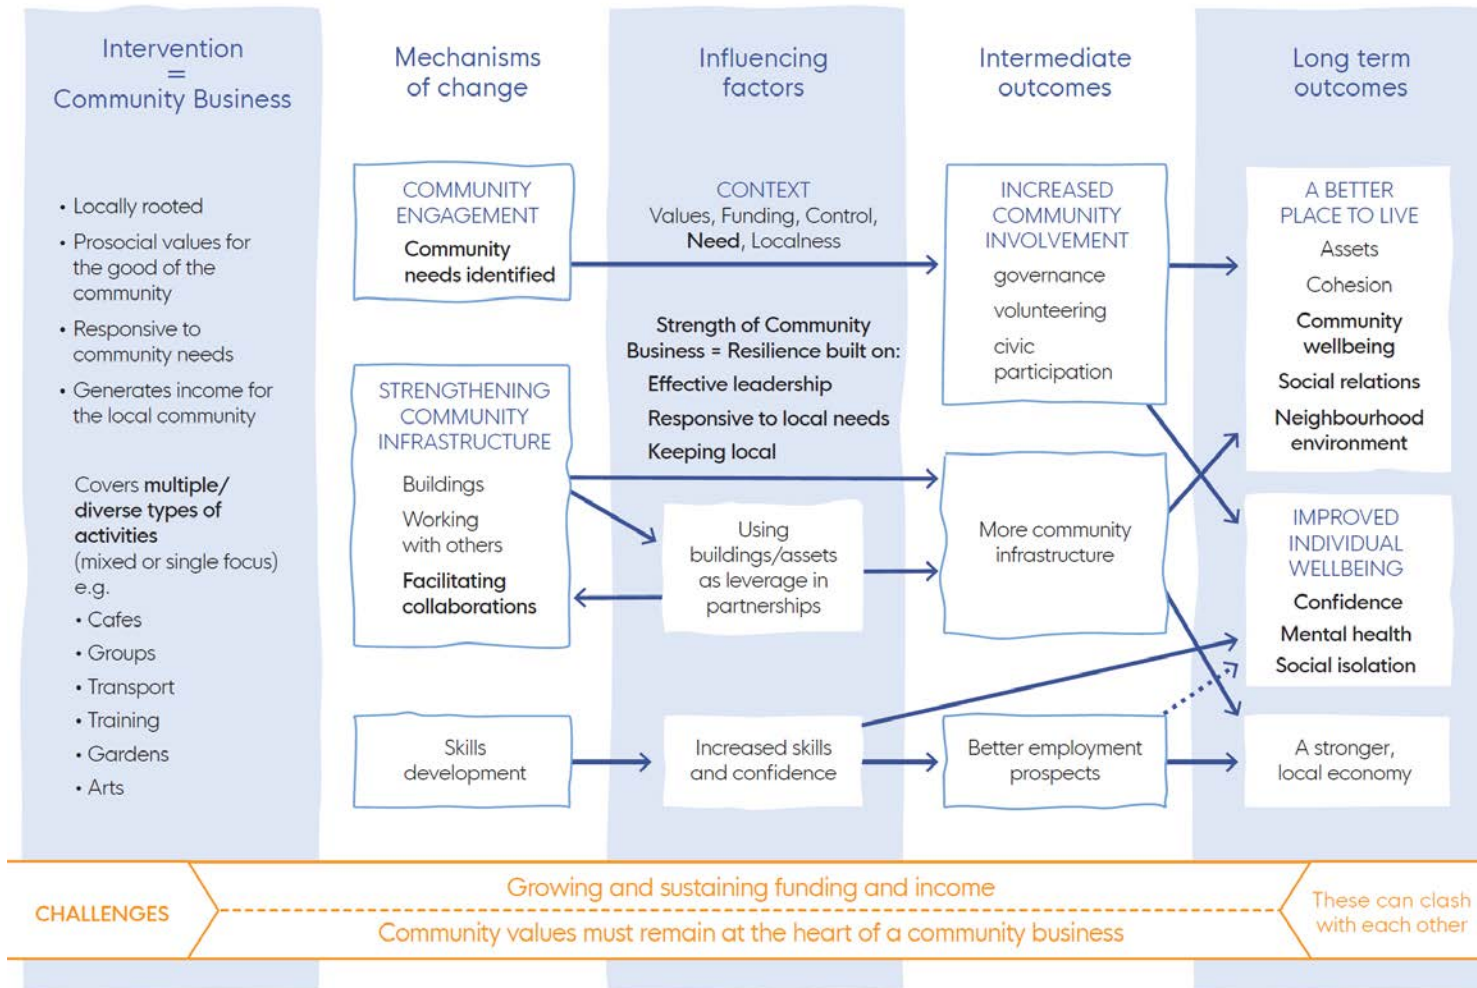 Intervention
=
Community Business
• Locally rooted
• Prosocial values for
the good of the
community
• Responsive to
community needs
• Generates income for
the local community
Covers multiple/
diverse types of
activities
(mixed or single focus)
e.g.
• Cafes
• Groups
• Transport
• Training
• Gardens
• Arts
Mechanisms
of change
COMMUNITY
ENGAGEMENT
Community
needs identified
STRENGTHENING
COMMUNITY
INFRASTRUCTURE
Buildings
Working
with others
Facilitating
collaborations
Skills
development
Influencing
factors
CONTEXT
Values, Funding, Control,
Need, Localness
Strength of Community
Business = Resilience built on:
Effective leadership
Responsive to local needs
Keeping local
Using
buildings/assets
as leverage in
partnerships
Increased skills
and confidence
Intermediate
outcomes
INCREASED
COMMUNITY
INVOLVEMENT
governance
volunteering
civic
participation
More community
infrastructure
Better employment
prospects
Long term
outcomes
A BETTER
PLACE TO LIVE
Assets
Cohesion
Community
wellbeing
Social relations
Neighbourhood
environment
IMPROVED
INDIVIDUAL
WELLBEING
Confidence
Mental health
Social isolation
A stronger,
local economy
CHALLENGES
Growing and sustaining funding and income
Community values must remain at the heart of a community business
These can clash
with each other